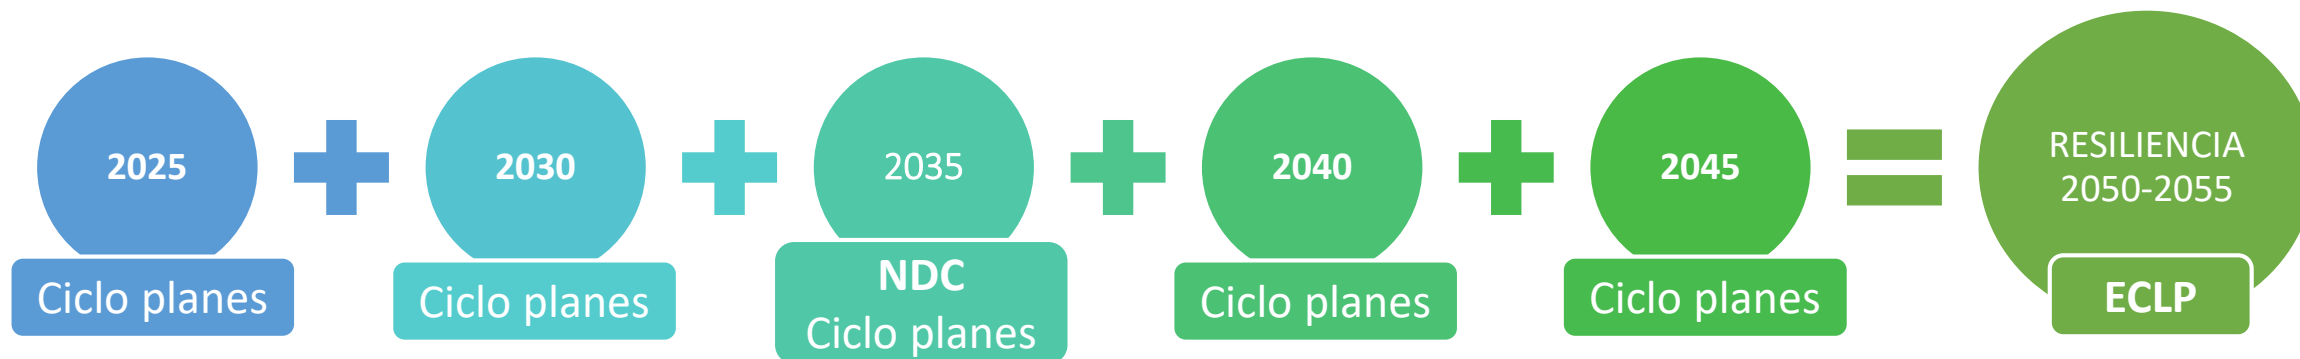 2025
Ciclo planes
2030
Ciclo planes
2035
NDC
Ciclo planes
2040
Ciclo planes
2045
Ciclo planes
RESILIENCIA
2050-2055
ECLP